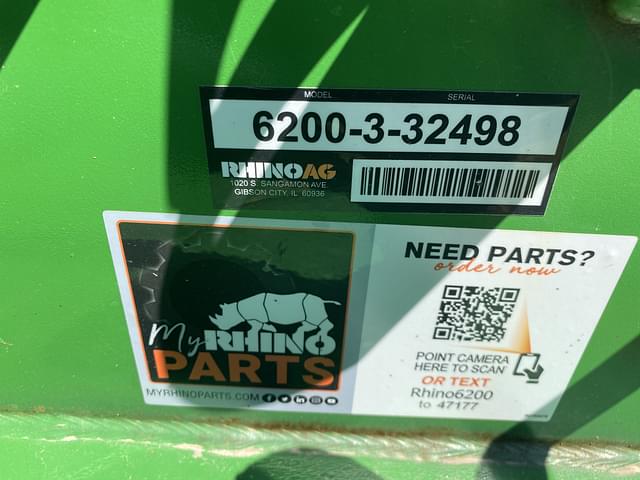 MODEL SERIAL
6200-3-32498
RHINOAG
1020 S. SANGAMON AVE.
GIBSON CITY, IL 60936
My RHINO
PARTS
MYRHINOPARTS.COM
NEED PARTS?
order now
POINT CAMERA
HERE TO SCAN
OR TEXT
Rhino6200
to 47177